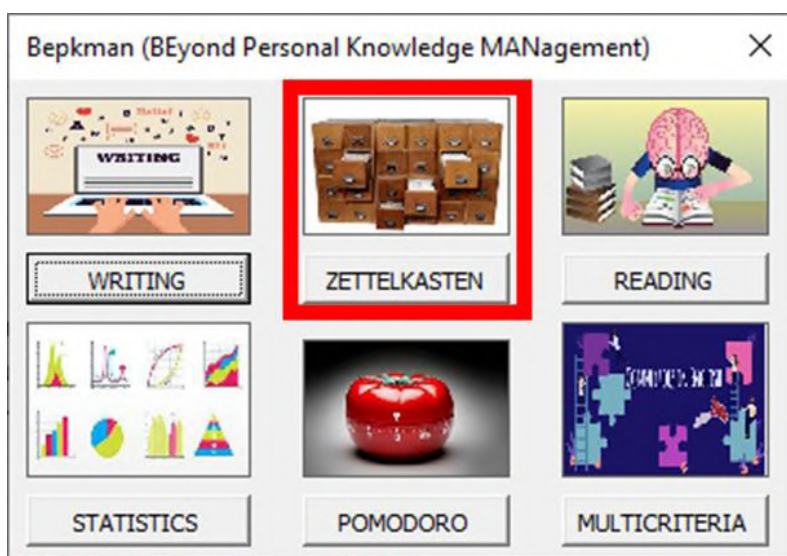 Bepkman (BEyond Personal Knowledge MANagement)
WRITING
WRITING
ZETTELKASTEN
READING
STATISTICS
POMODORO
MULTICRITERIA